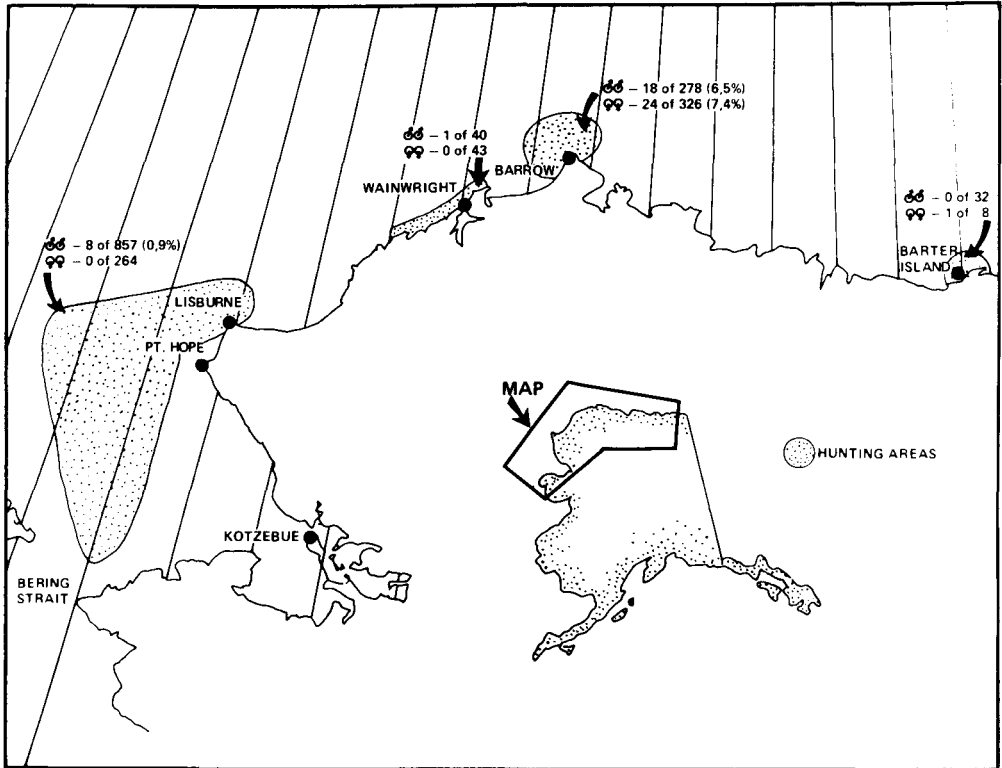 ♂♂ – 18 of 278 (6,5%)
♀♀ – 24 of 326 (7,4%)
♂♂ – 1 of 40
♀♀ – 0 of 43
BARROW
WAINWRIGHT
♂♂ – 0 of 32
♀♀ – 1 of 8
BARTER
ISLAND
♂♂ – 8 of 857 (0,9%)
♀♀ – 0 of 264
LISBURNE
PT. HOPE
MAP
HUNTING AREAS
KOTZEBUE
BERING
STRAIT